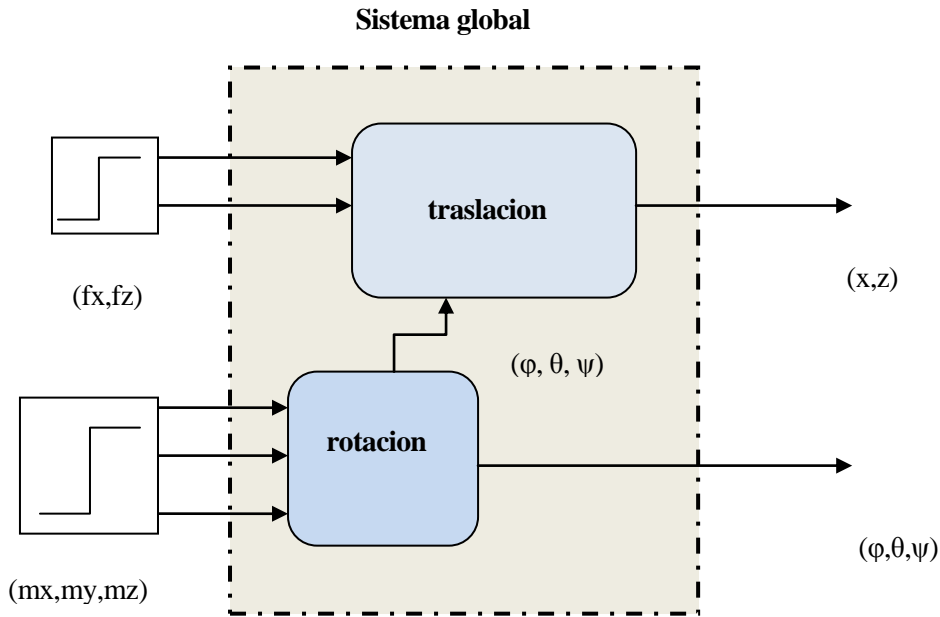 Sistema global
traslacion
(fx,fz)
(x,z)
(φ, θ, ψ)
rotacion
(φ,θ,ψ)
(mx,my,mz)